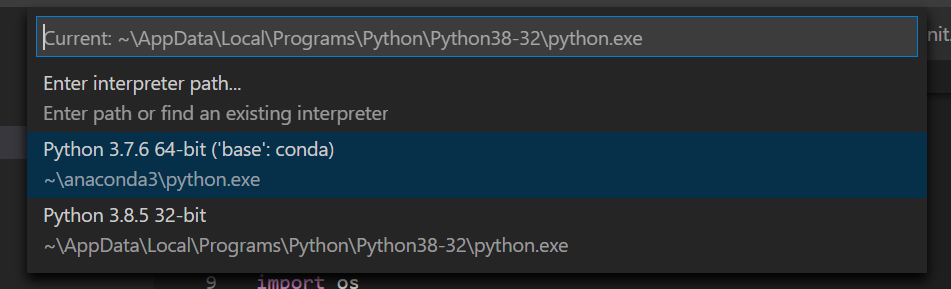 Current: ~\AppData\Local\Programs\Python\Python38-32\python.exe
Enter interpreter path...
Enter path or find an existing interpreter
Python 3.7.6 64-bit ('base': conda)
~\anaconda3\python.exe
Python 3.8.5 32-bit
~\AppData\Local\Programs\Python\Python38-32\python.exe
9 import os